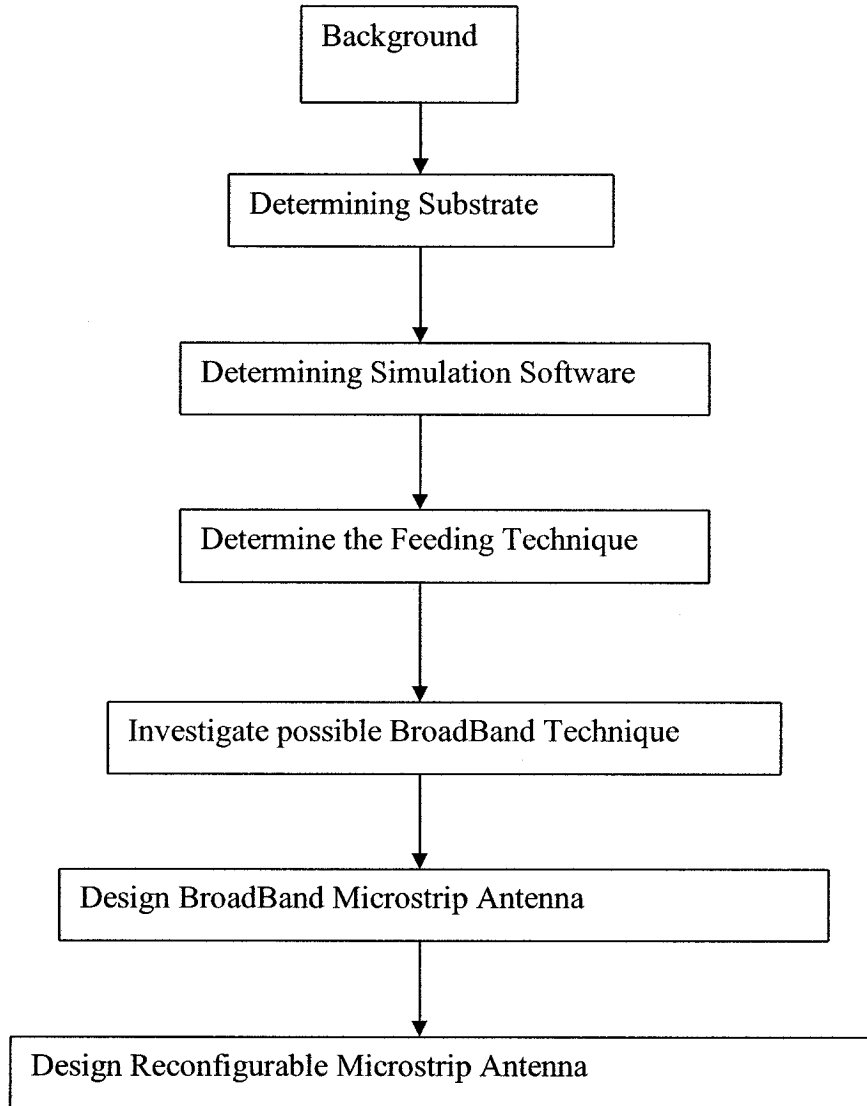 Background
Determining Substrate
Determining Simulation Software
Determine the Feeding Technique
Investigate possible BroadBand Technique
Design BroadBand Microstrip Antenna
Design Reconfigurable Microstrip Antenna